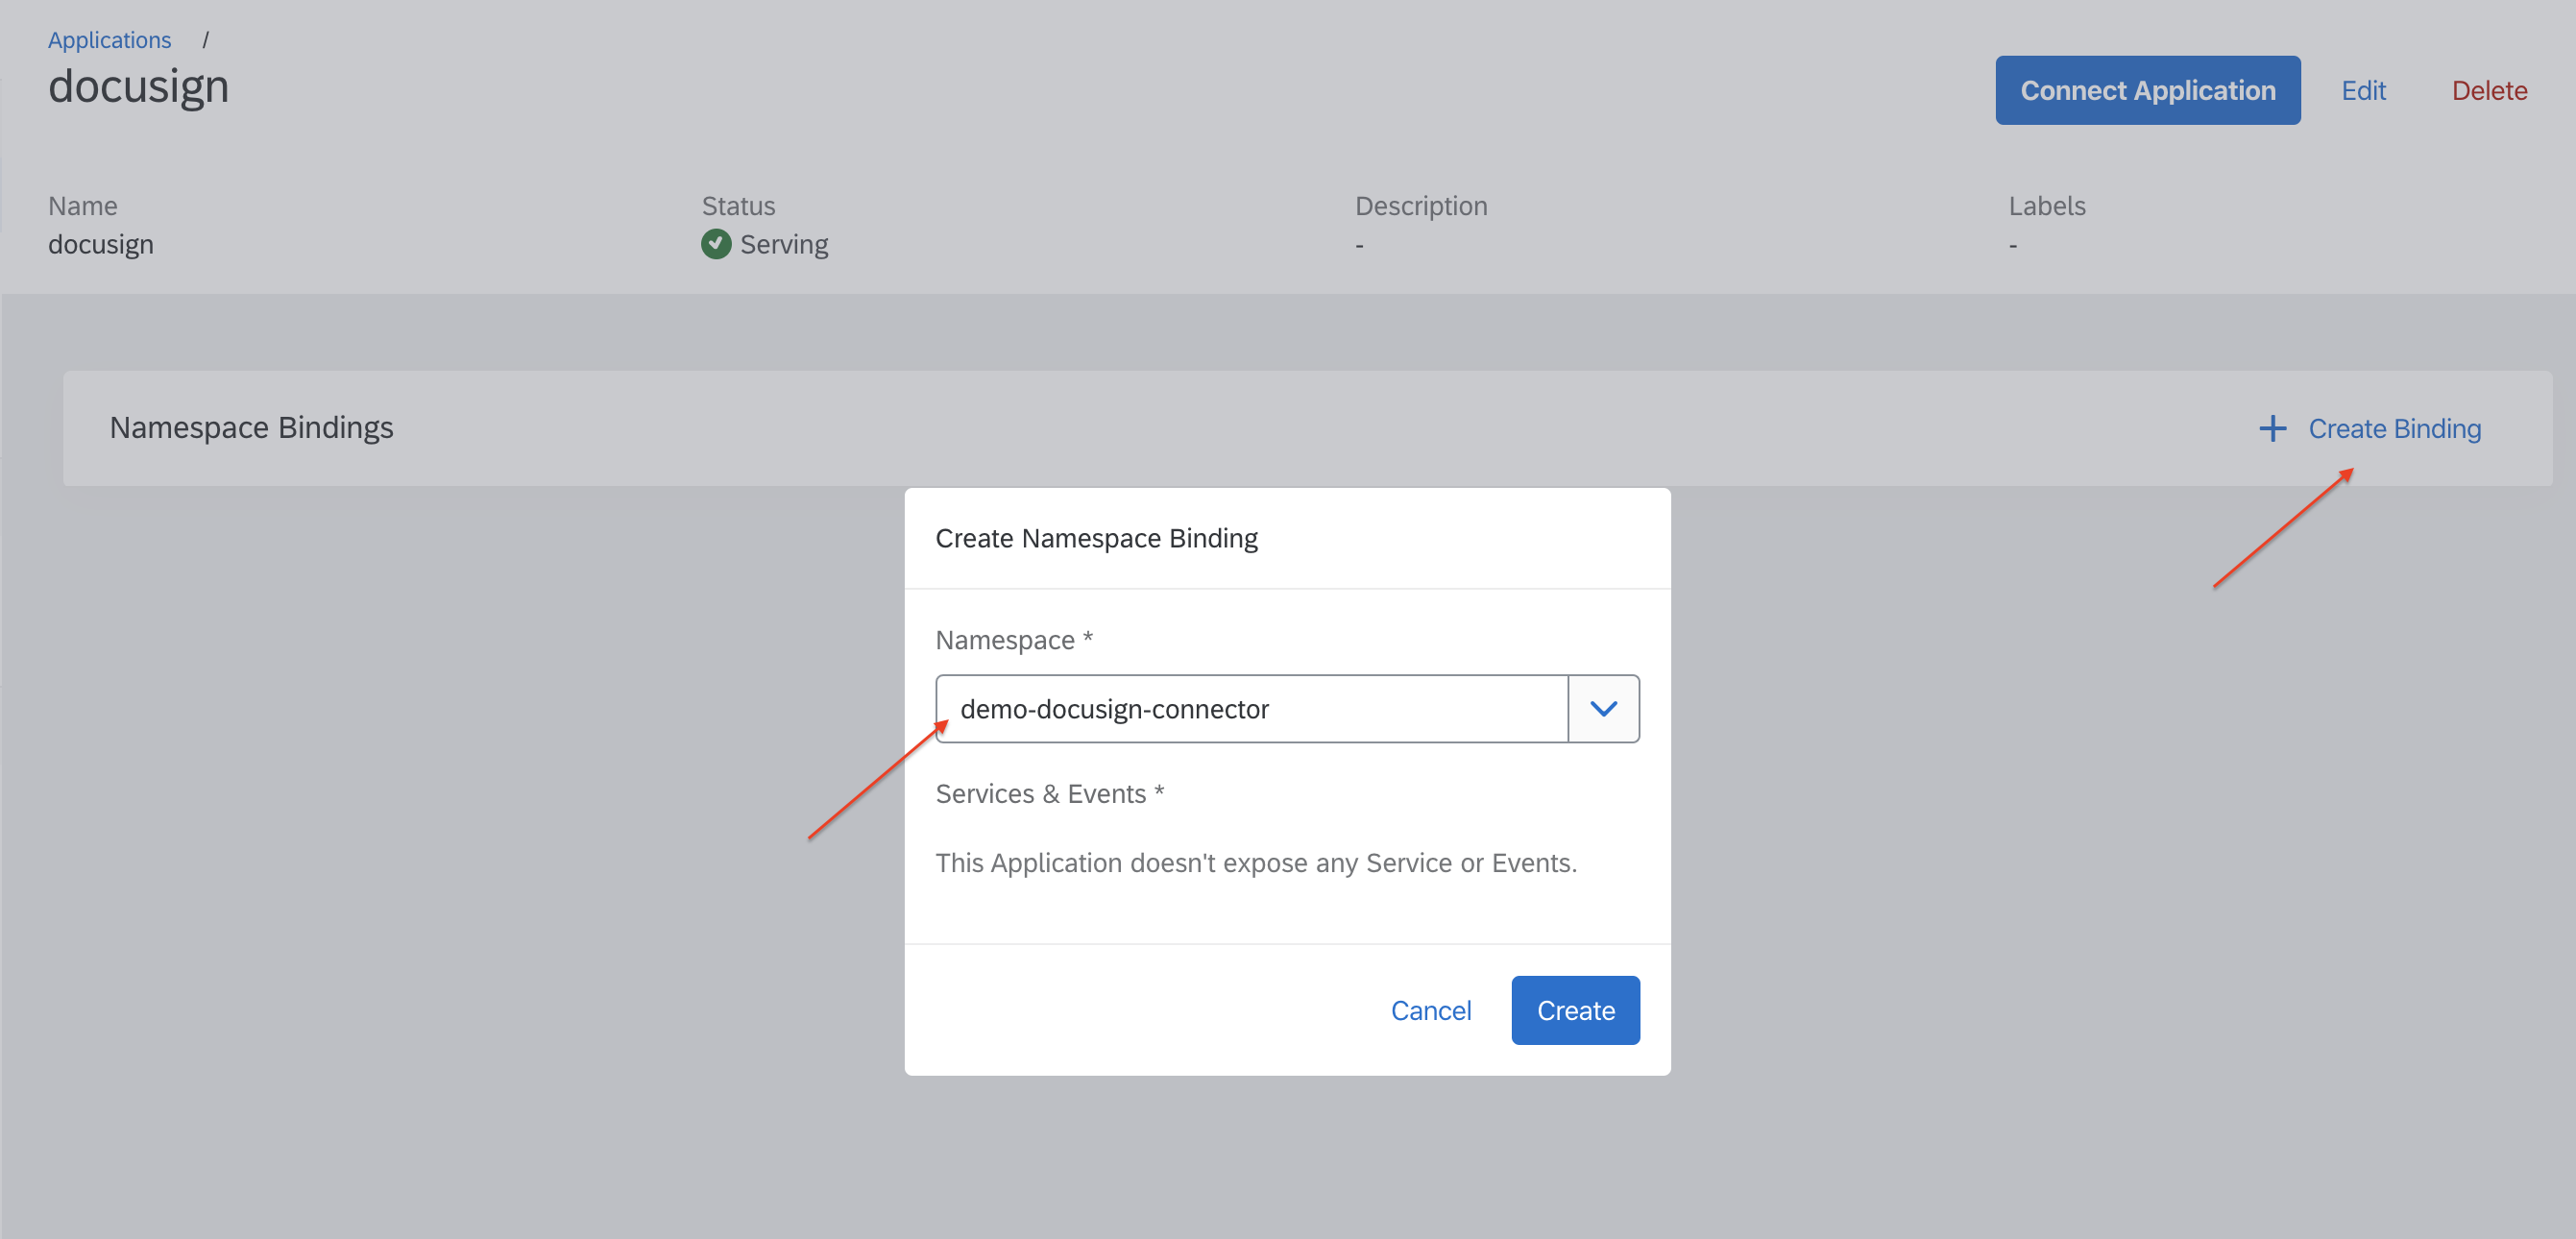 Applications /
docusign
Connect Application
Edit
Delete
Name
docusign
Status
Serving
Description
-
Labels
-
Namespace Bindings
Create Binding
Create Namespace Binding
Namespace *
demo-docusign-connector
Services & Events *
This Application doesn't expose any Service or Events.
Cancel
Create